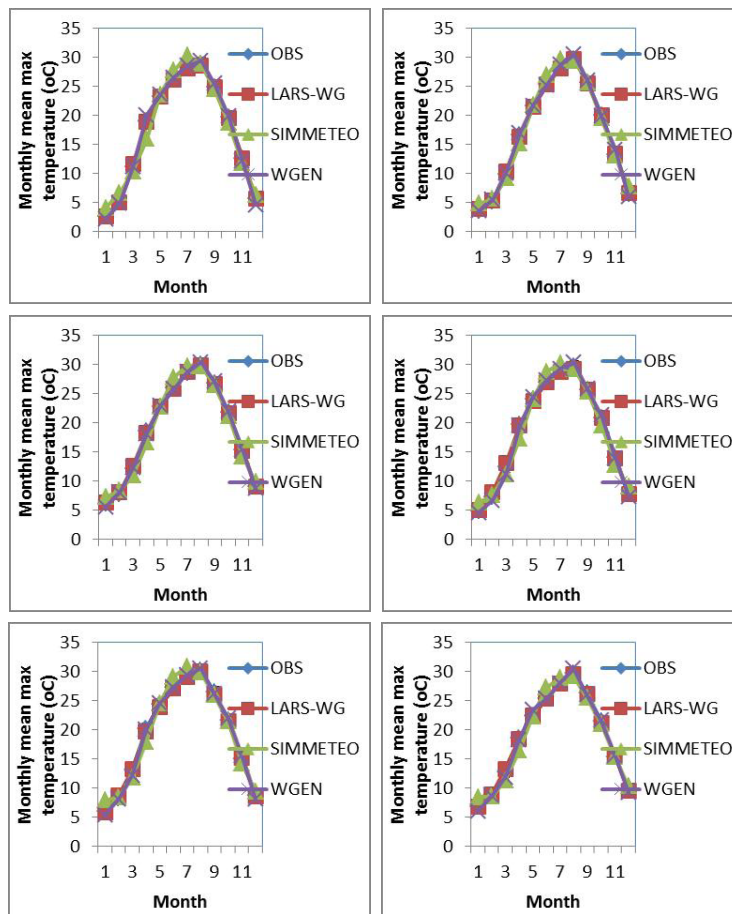 Monthly mean max
temperature (oC)
35
30
25
20
15
10
5
0
1 3 5 7 9 11
Month
OBS
LARS-WG
SIMMETEO
WGEN
Monthly mean max
temperature (oC)
35
30
25
20
15
10
5
0
1 3 5 7 9 11
Month
OBS
LARS-WG
SIMMETEO
WGEN
Monthly mean max
temperature (oC)
35
30
25
20
15
10
5
0
1 3 5 7 9 11
Month
OBS
LARS-WG
SIMMETEO
WGEN
Monthly mean max
temperature (oC)
35
30
25
20
15
10
5
0
1 3 5 7 9 11
Month
OBS
LARS-WG
SIMMETEO
WGEN
Monthly mean max
temperature (oC)
35
30
25
20
15
10
5
0
1 3 5 7 9 11
Month
OBS
LARS-WG
SIMMETEO
WGEN
Monthly mean max
temperature (oC)
35
30
25
20
15
10
5
0
1 3 5 7 9 11
Month
OBS
LARS-WG
SIMMETEO
WGEN